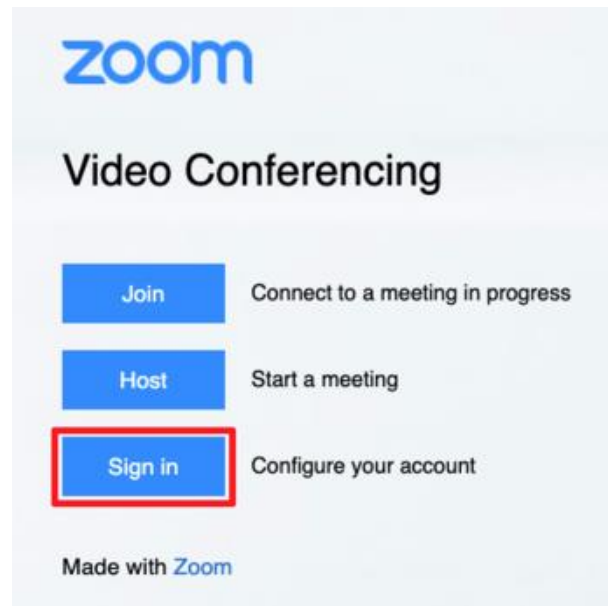 zoom
Video Conferencing
Join Connect to a meeting in progress
Host Start a meeting
Sign in Configure your account
Made with Zoom